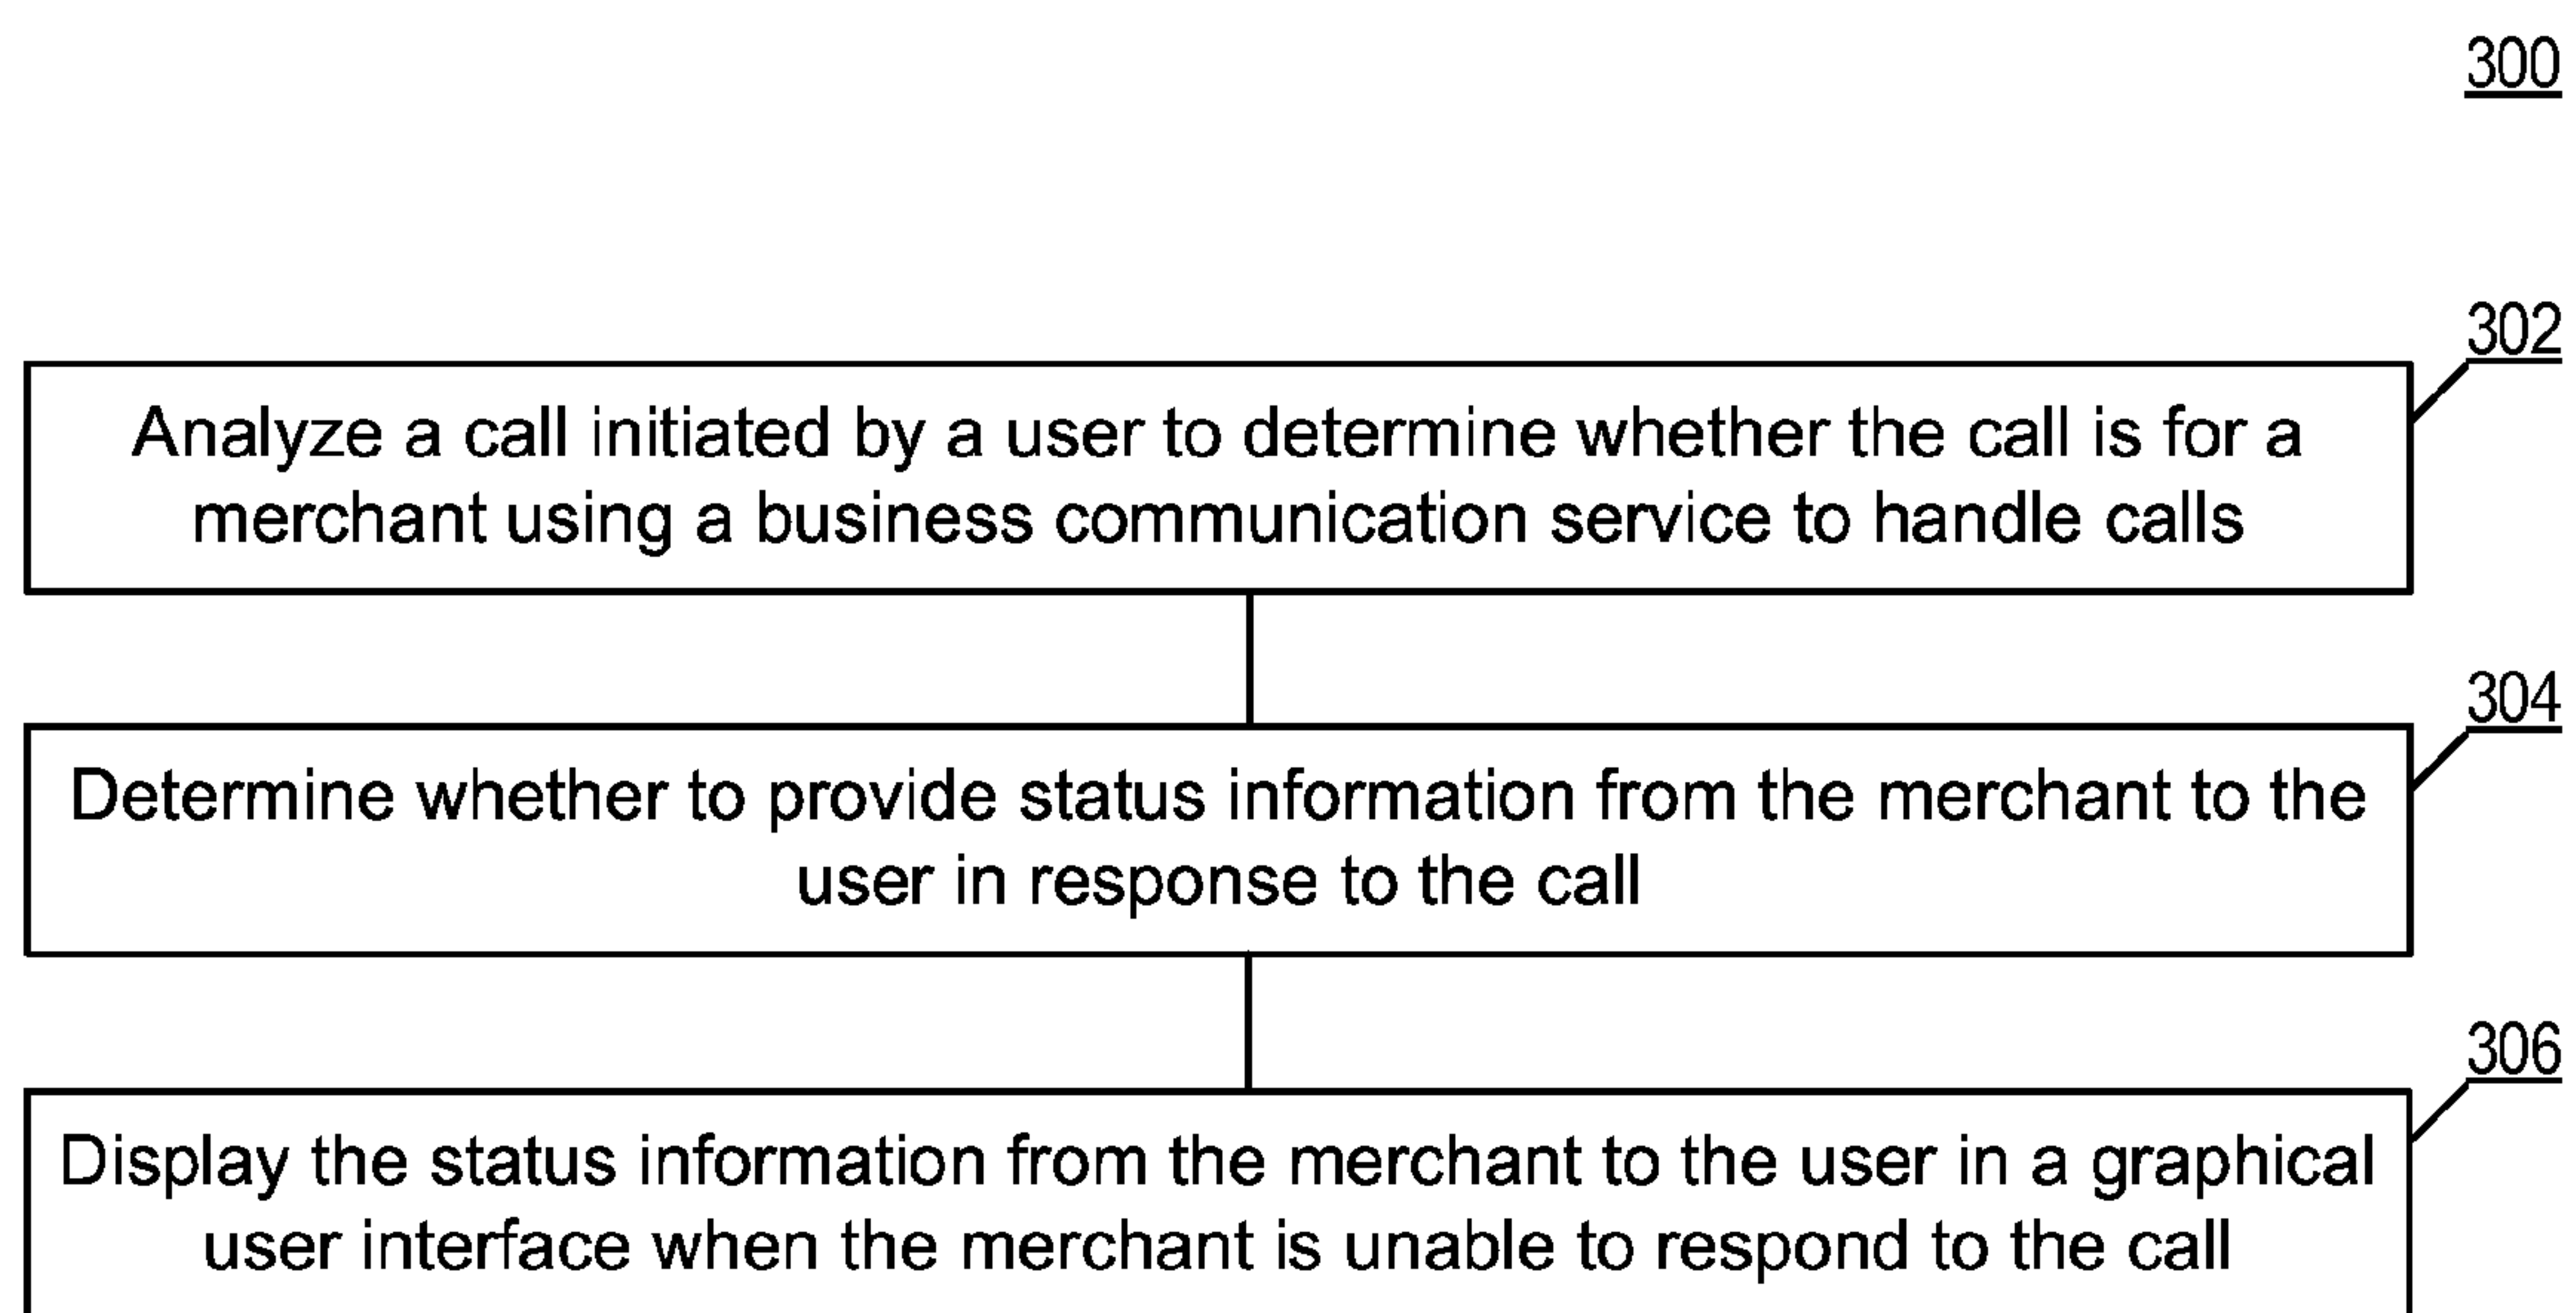 300
302
Analyze a call initiated by a user to determine whether the call is for a
merchant using a business communication service to handle calls
304
Determine whether to provide status information from the merchant to the
user in response to the call
306
Display the status information from the merchant to the user in a graphical
user interface when the merchant is unable to respond to the call